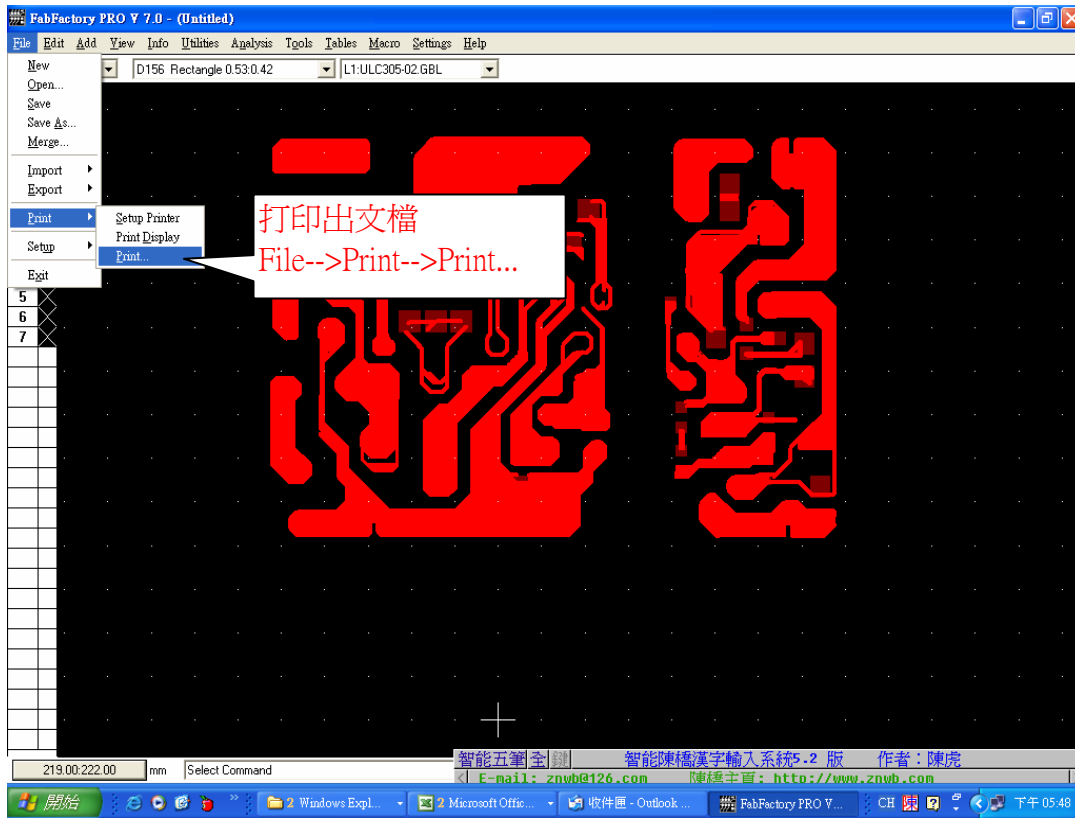 FabFactory PRO V 7.0 - (Untitled)
File Edit Add View Info Utilities Analysis Tools Tables Macro Settings Help
D156 Rectangle 0.53:0.42 L1:ULC305-02.GBL
New
Open...
Save
Save As...
Merge...
Import
Export
Print
Setup
Exit
Setup Printer
Print Display
Print...
打印出文檔
File-->Print-->Print...
5
6
7
智能五筆 全 鍵 智能陳橋漢字輸入系統5.2 版 作者：陳虎
E-mail: znwb@126.com 陳橋主頁: http://www.znwb.com
219.00:222.00 mm Select Command
開始 2 Windows Expl... 2 Microsoft Offic... 收件匣 - Outlook ... FabFactory PRO V... CH 下午 05:48